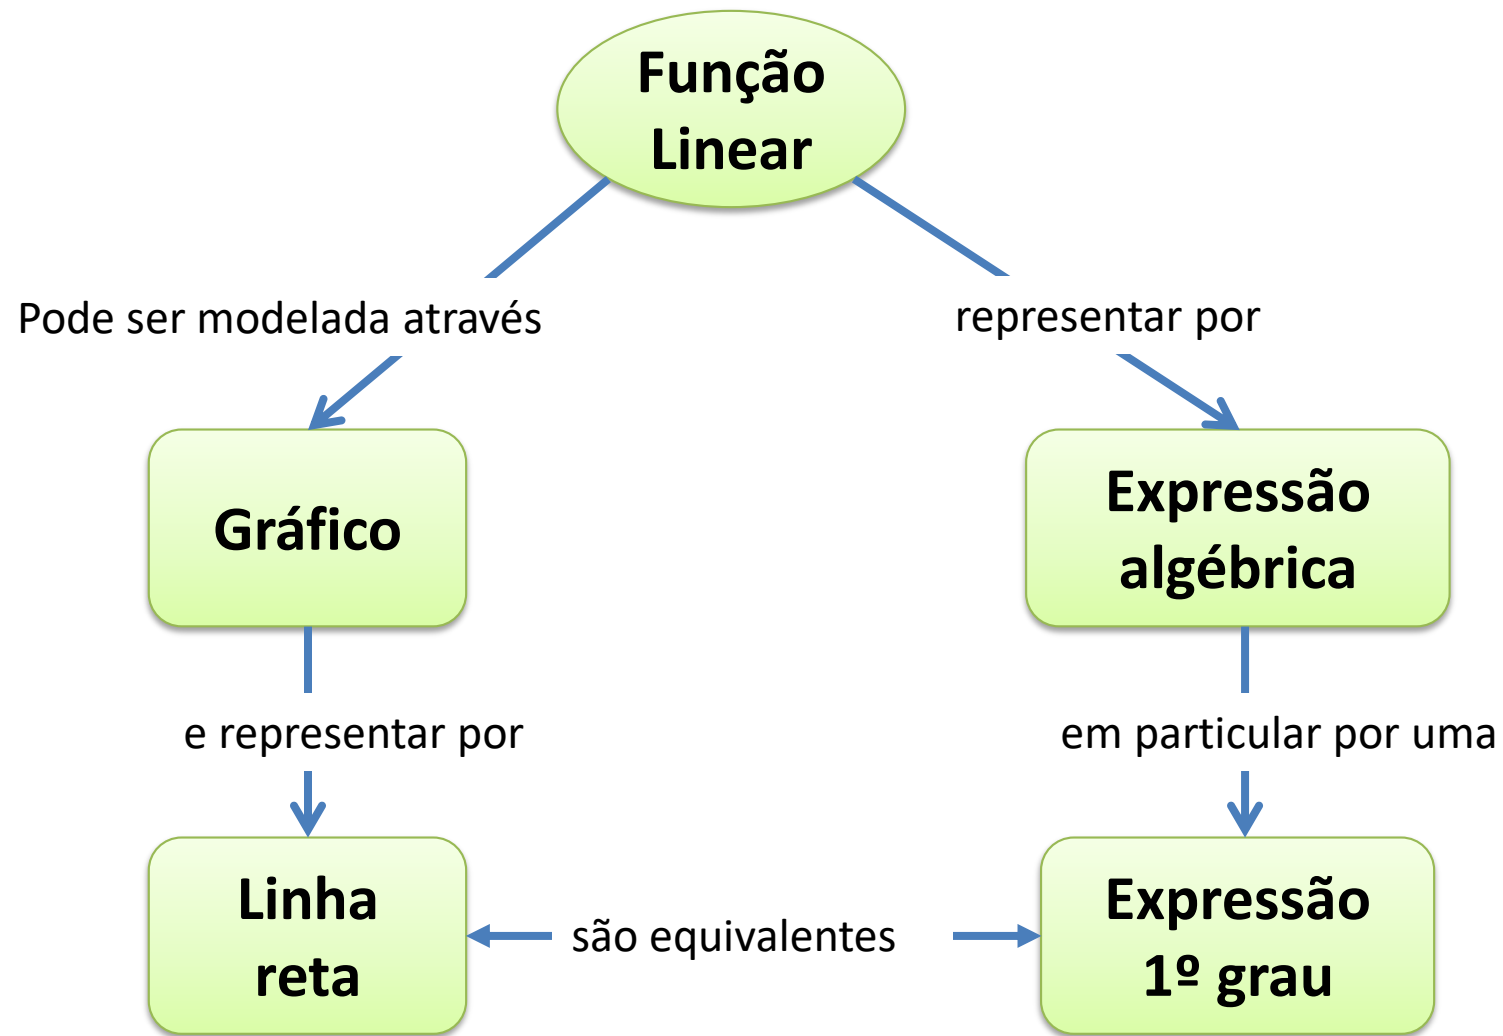 Função
Linear
Pode ser modelada através
representar por
Gráfico
Expressão
algébrica
e representar por
em particular por uma
Linha
reta
são equivalentes
Expressão
1º grau